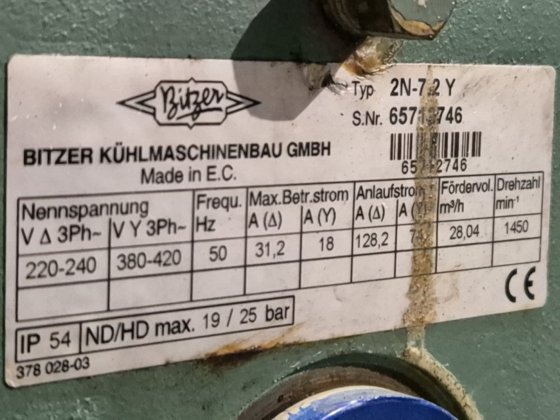 Bitzer
Typ 2N-7.2 Y
S.Nr.
BITZER KÜHLMASCHINENBAU GMBH
Made in E.C.
Nennspannung Frequ. Max.Betr.strom Anlaufstrom Fördervol. Drehzahl
V Δ 3Ph~ V Y 3Ph~ Hz A (Δ) A (Y) A (Δ) A (Y) m³/h min⁻¹
220-240 380-420 50 31,2 18 128,2 28,04 1450
CE
IP 54 ND/HD max. 19 / 25 bar
378 028-03